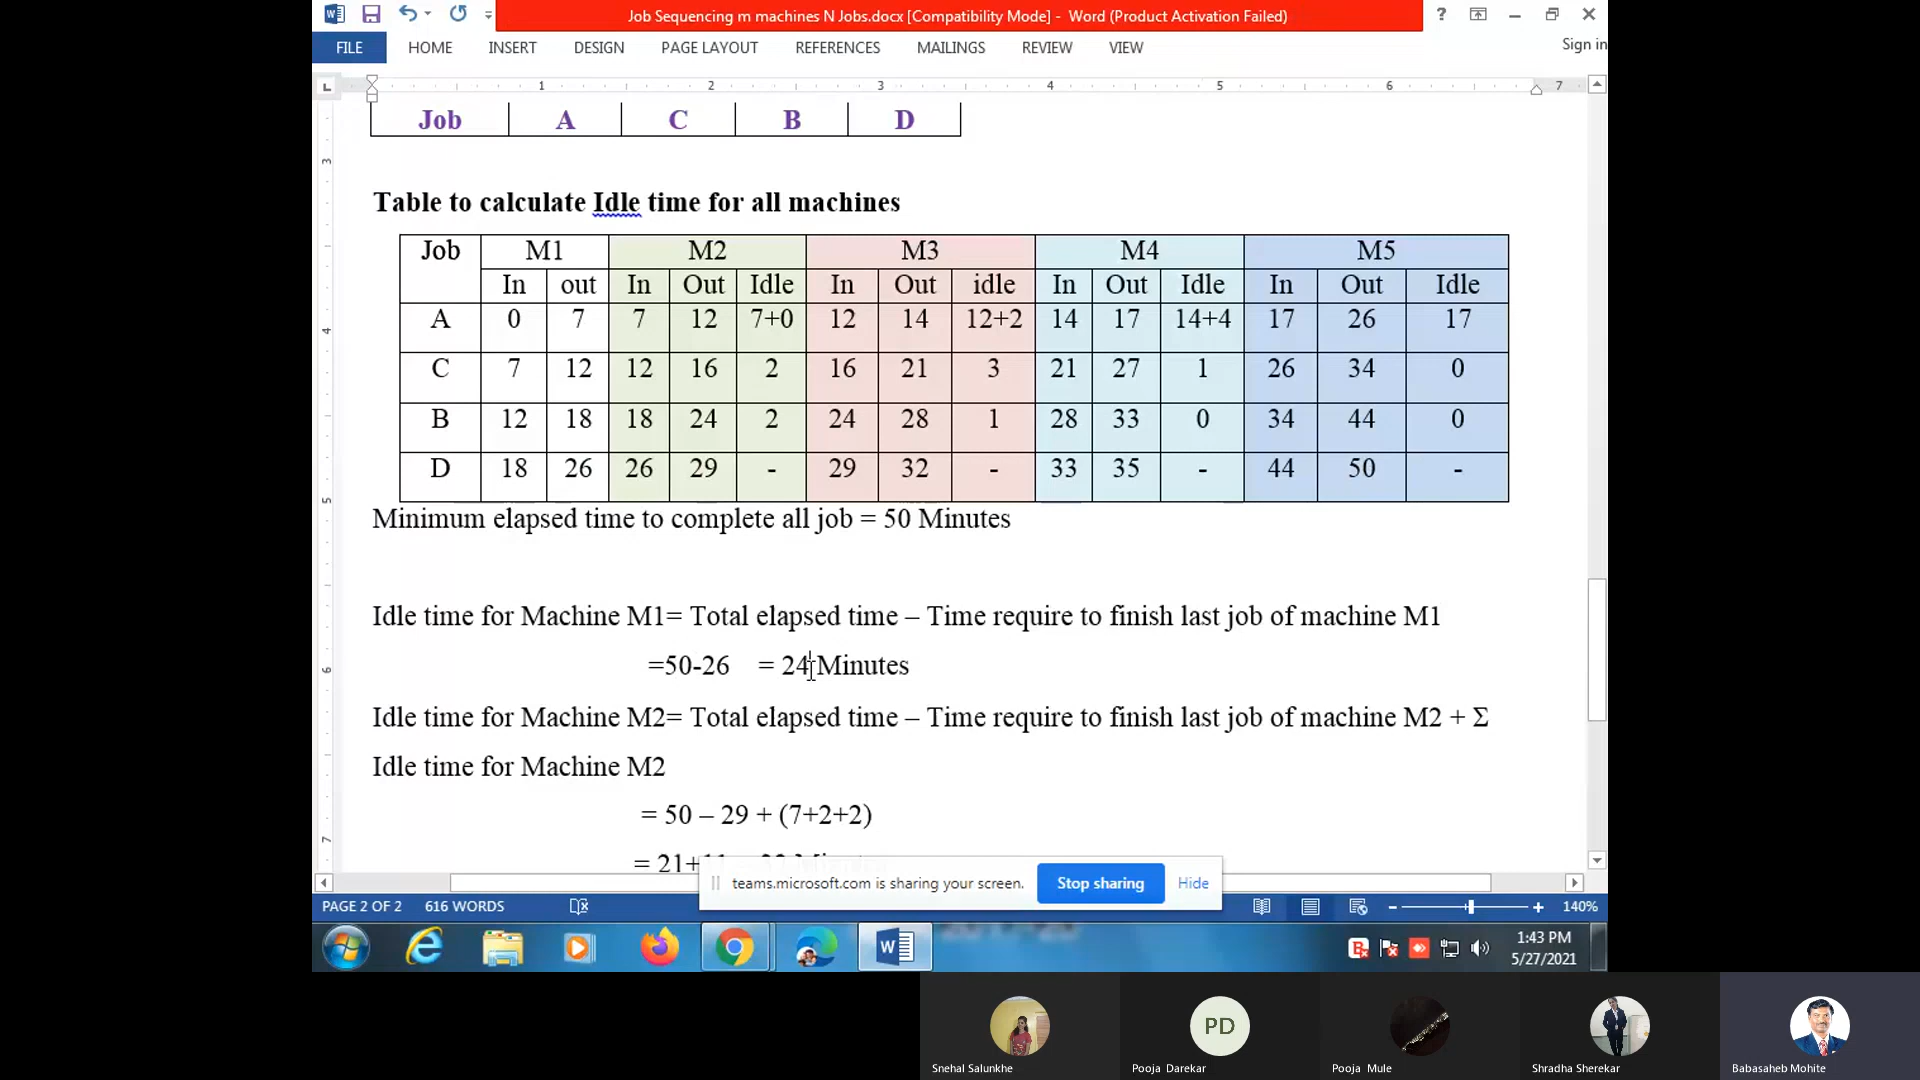 Job Sequencing m machines N Jobs.docx [Compatibility Mode] - Word (Product Activation Failed)
FILE HOME INSERT DESIGN PAGE LAYOUT REFERENCES MAILINGS REVIEW VIEW Sign in
1 2 3 4 5 6 7
Job A C B D
Table to calculate Idle time for all machines
Job M1 M2 M3 M4 M5
In out In Out Idle In Out idle In Out Idle In Out Idle
A 0 7 7 12 7+0 12 14 12+2 14 17 14+4 17 26 17
C 7 12 12 16 2 16 21 3 21 27 1 26 34 0
B 12 18 18 24 2 24 28 1 28 33 0 34 44 0
D 18 26 26 29 - 29 32 - 33 35 - 44 50 -
Minimum elapsed time to complete all job = 50 Minutes
Idle time for Machine M1= Total elapsed time – Time require to finish last job of machine M1
=50-26 = 24 Minutes
Idle time for Machine M2= Total elapsed time – Time require to finish last job of machine M2 + Σ
Idle time for Machine M2
= 50 – 29 + (7+2+2)
= 21+
teams.microsoft.com is sharing your screen. Stop sharing Hide
PAGE 2 OF 2 616 WORDS 140%
1:43 PM
5/27/2021
PD
Snehal Salunkhe Pooja Darekar Pooja Mule Shradha Sherekar Babasaheb Mohite